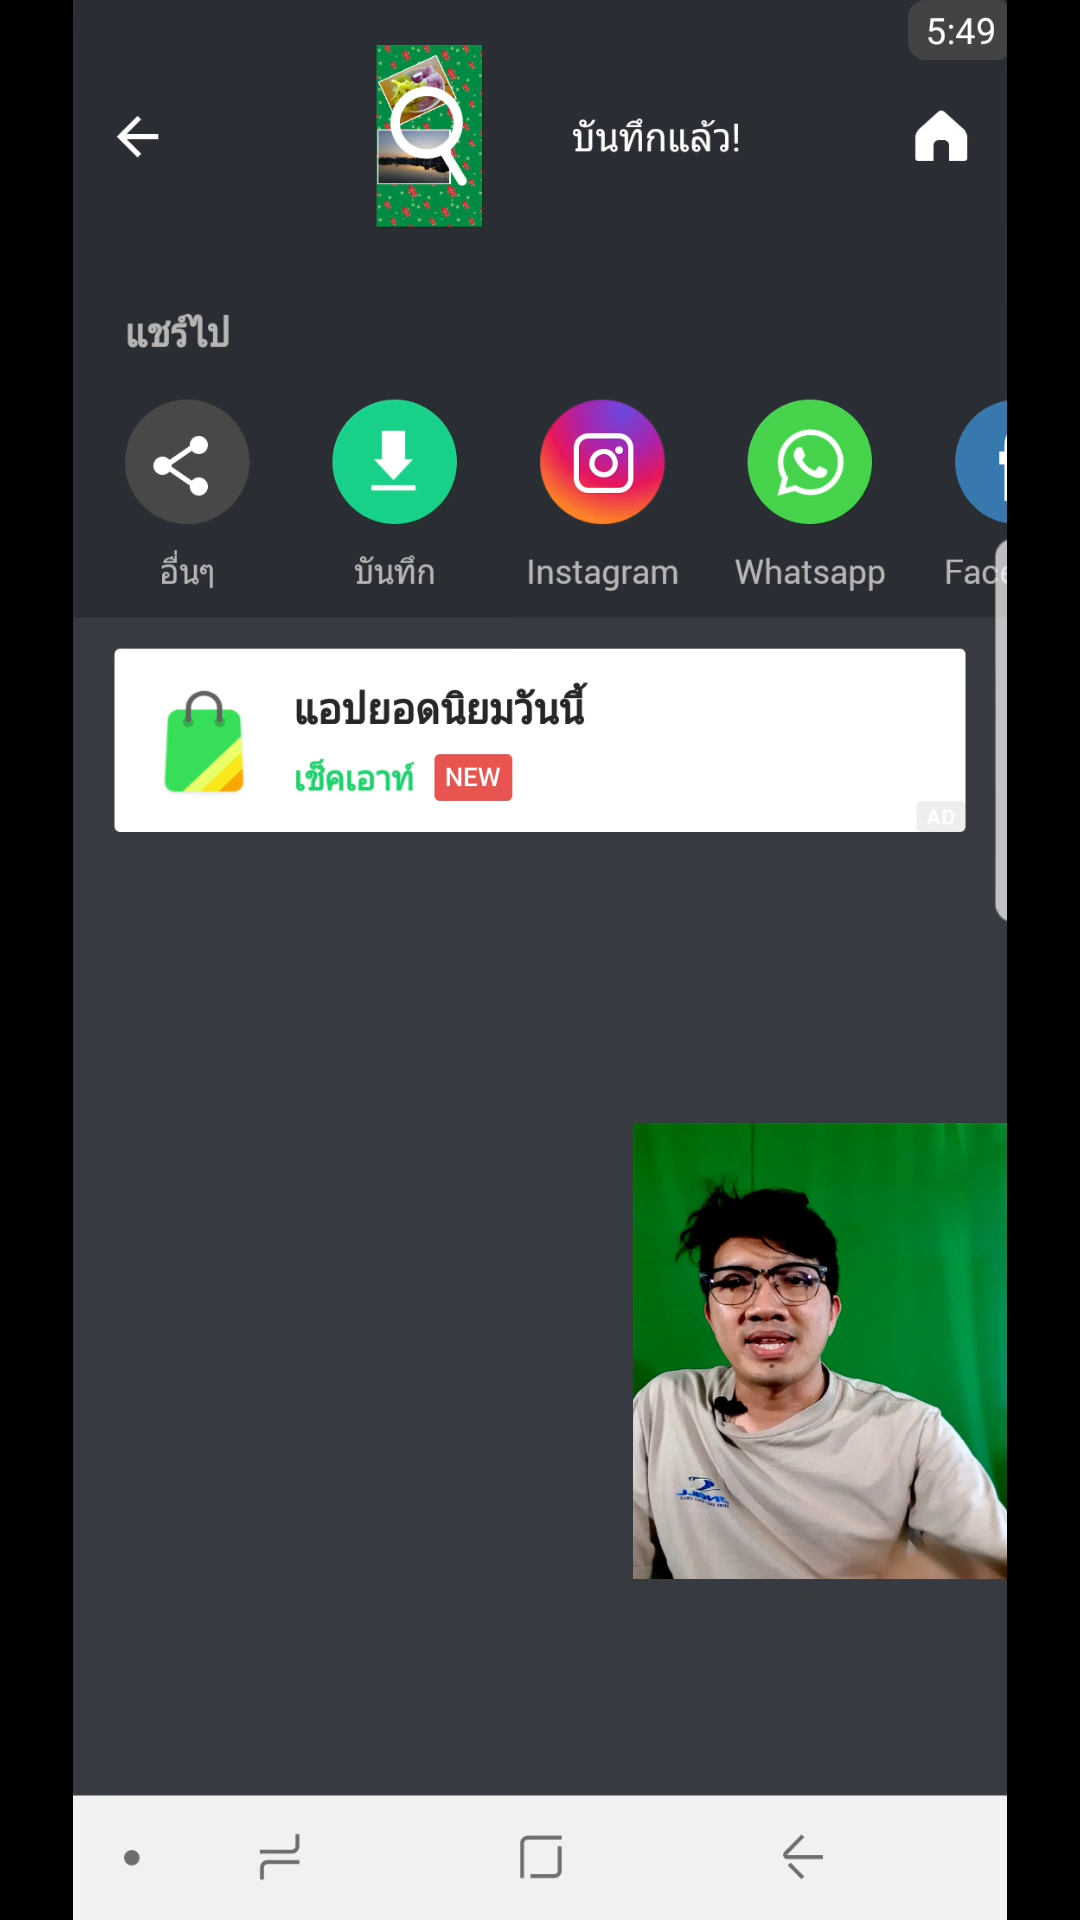 5:49
บันทึกแล้ว!
แชร์ไป
อื่นๆ
บันทึก
Instagram
Whatsapp
Fac
แอปยอดนิยมวันนี้
เช็คเอาท์ NEW
AD